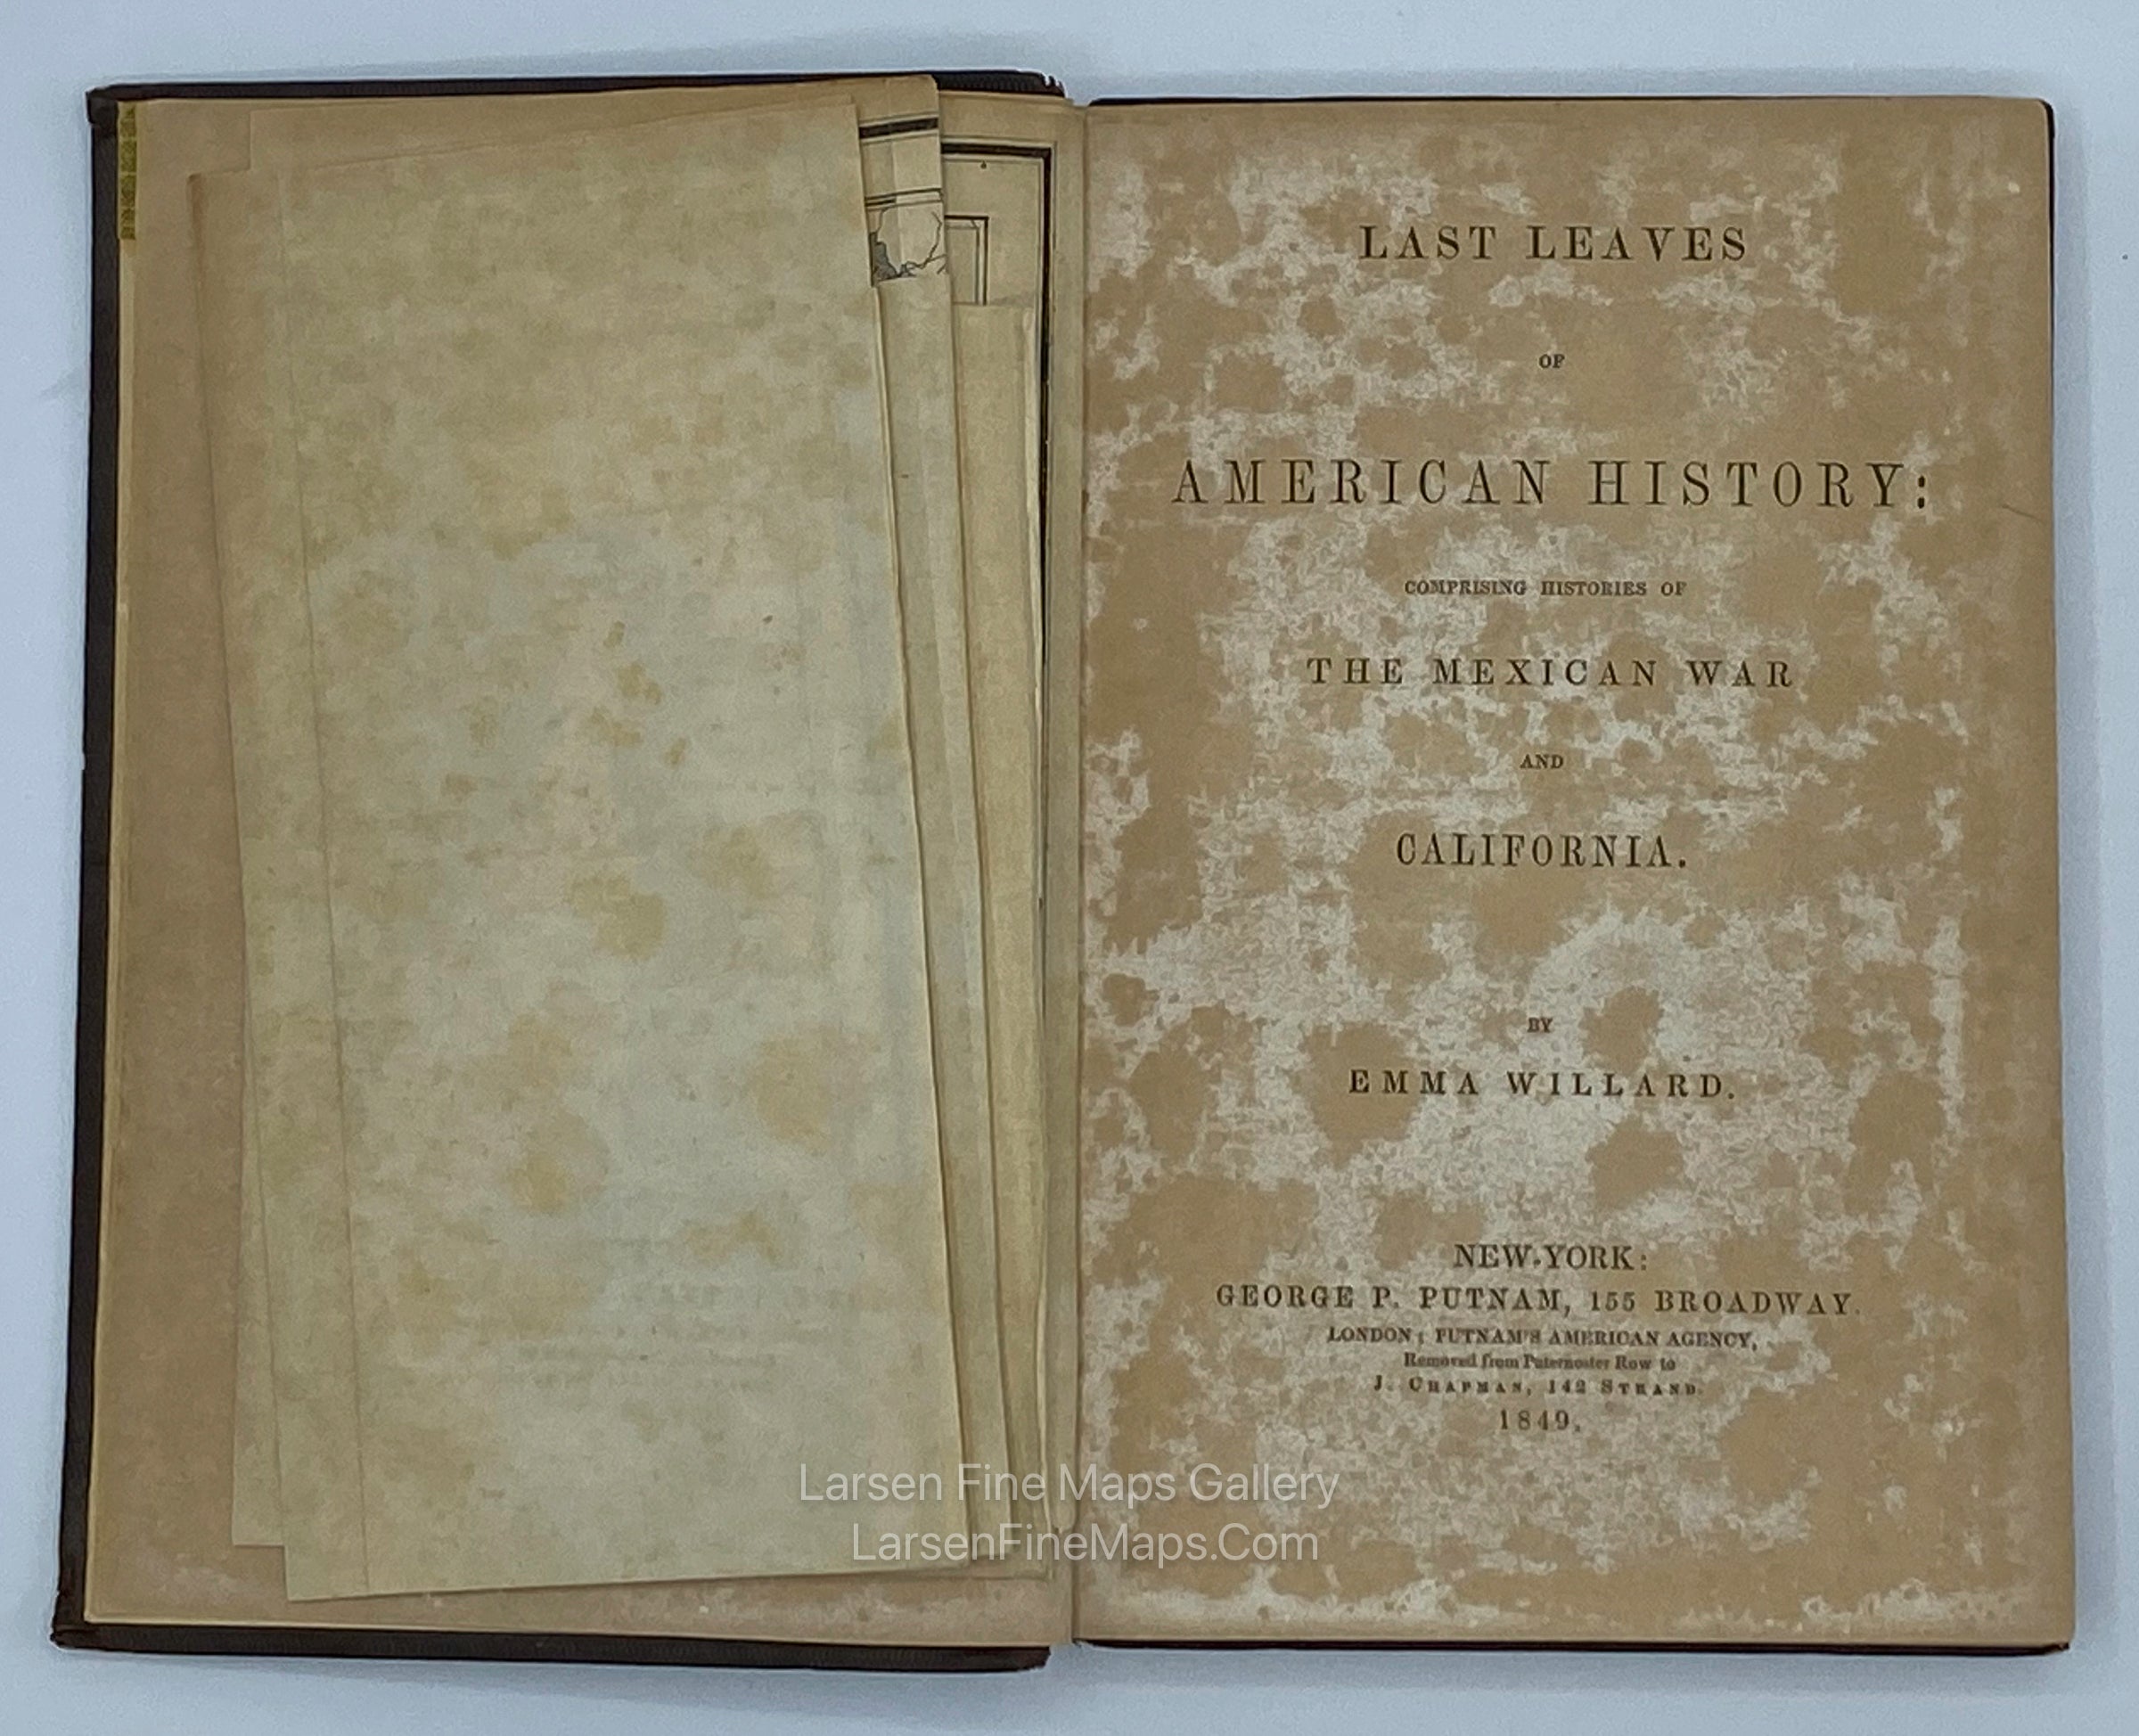 LAST LEAVES
OF
AMERICAN HISTORY:
COMPRISING HISTORIES OF
THE MEXICAN WAR
AND
CALIFORNIA.
BY
EMMA WILLARD.
NEW-YORK:
GEORGE P. PUTNAM, 155 BROADWAY.
LONDON: PUTNAM'S AMERICAN AGENCY,
Removed from Paternoster Row to
J. CHAPMAN, 142 STRAND.
1849.
Larsen Fine Maps Gallery
LarsenFineMaps.Com